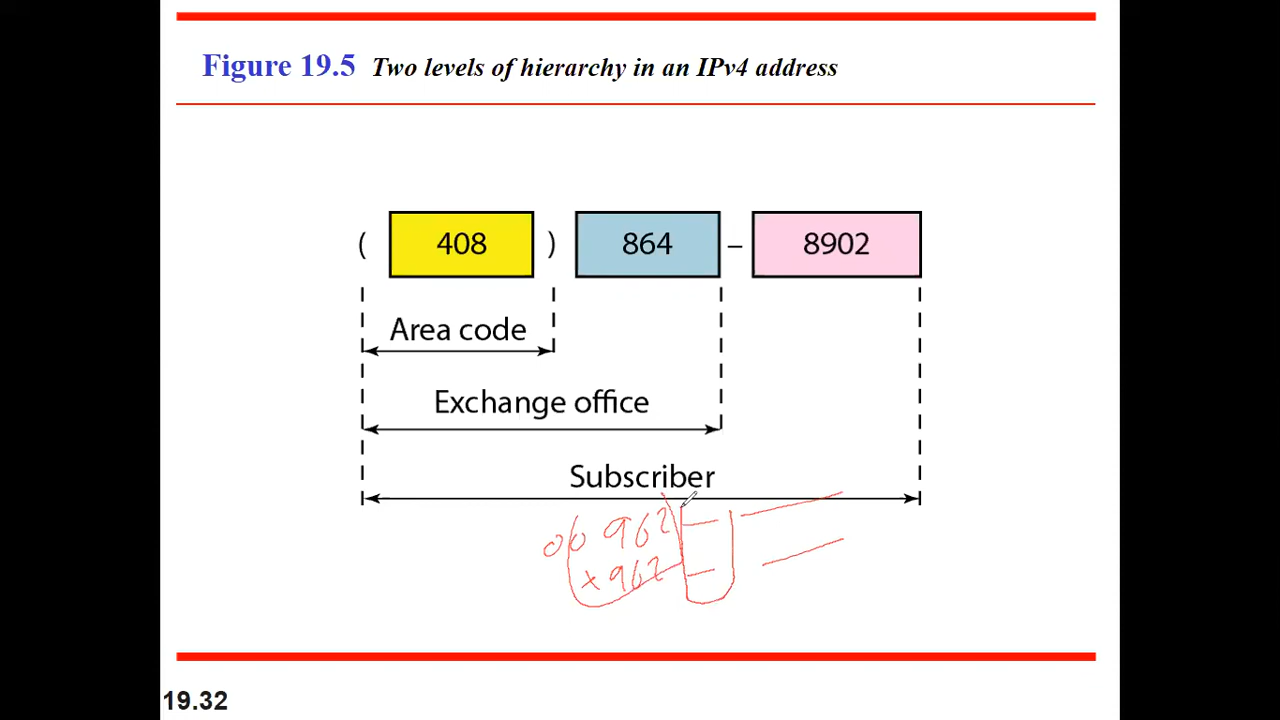 Figure 19.5 Two levels of hierarchy in an IPv4 address
( 408 ) 864 – 8902
Area code
Exchange office
Subscriber
00 962
+962
19.32